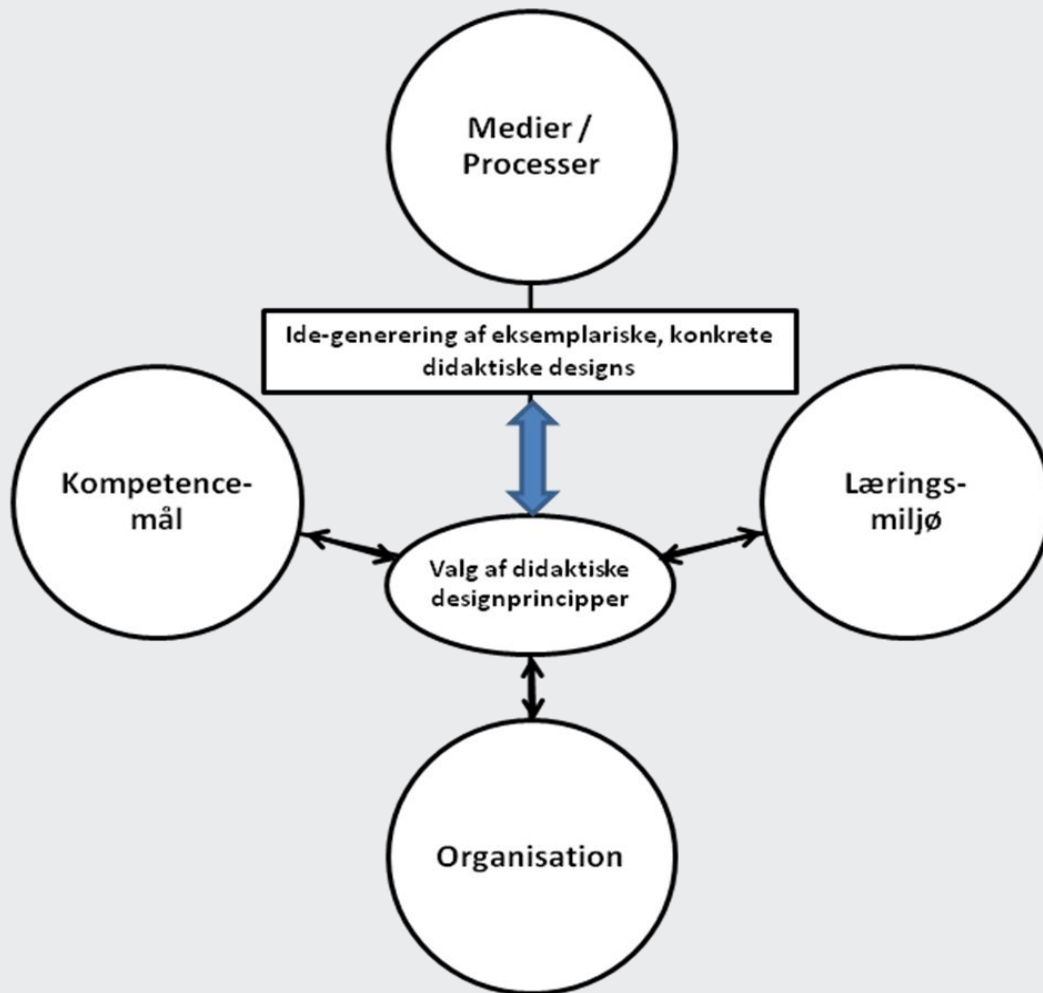 Medier /
Processer
Ide-generering af eksemplariske, konkrete
didaktiske designs
Kompetence-
mål
Lærings-
miljø
Valg af didaktiske
designprincipper
Organisation